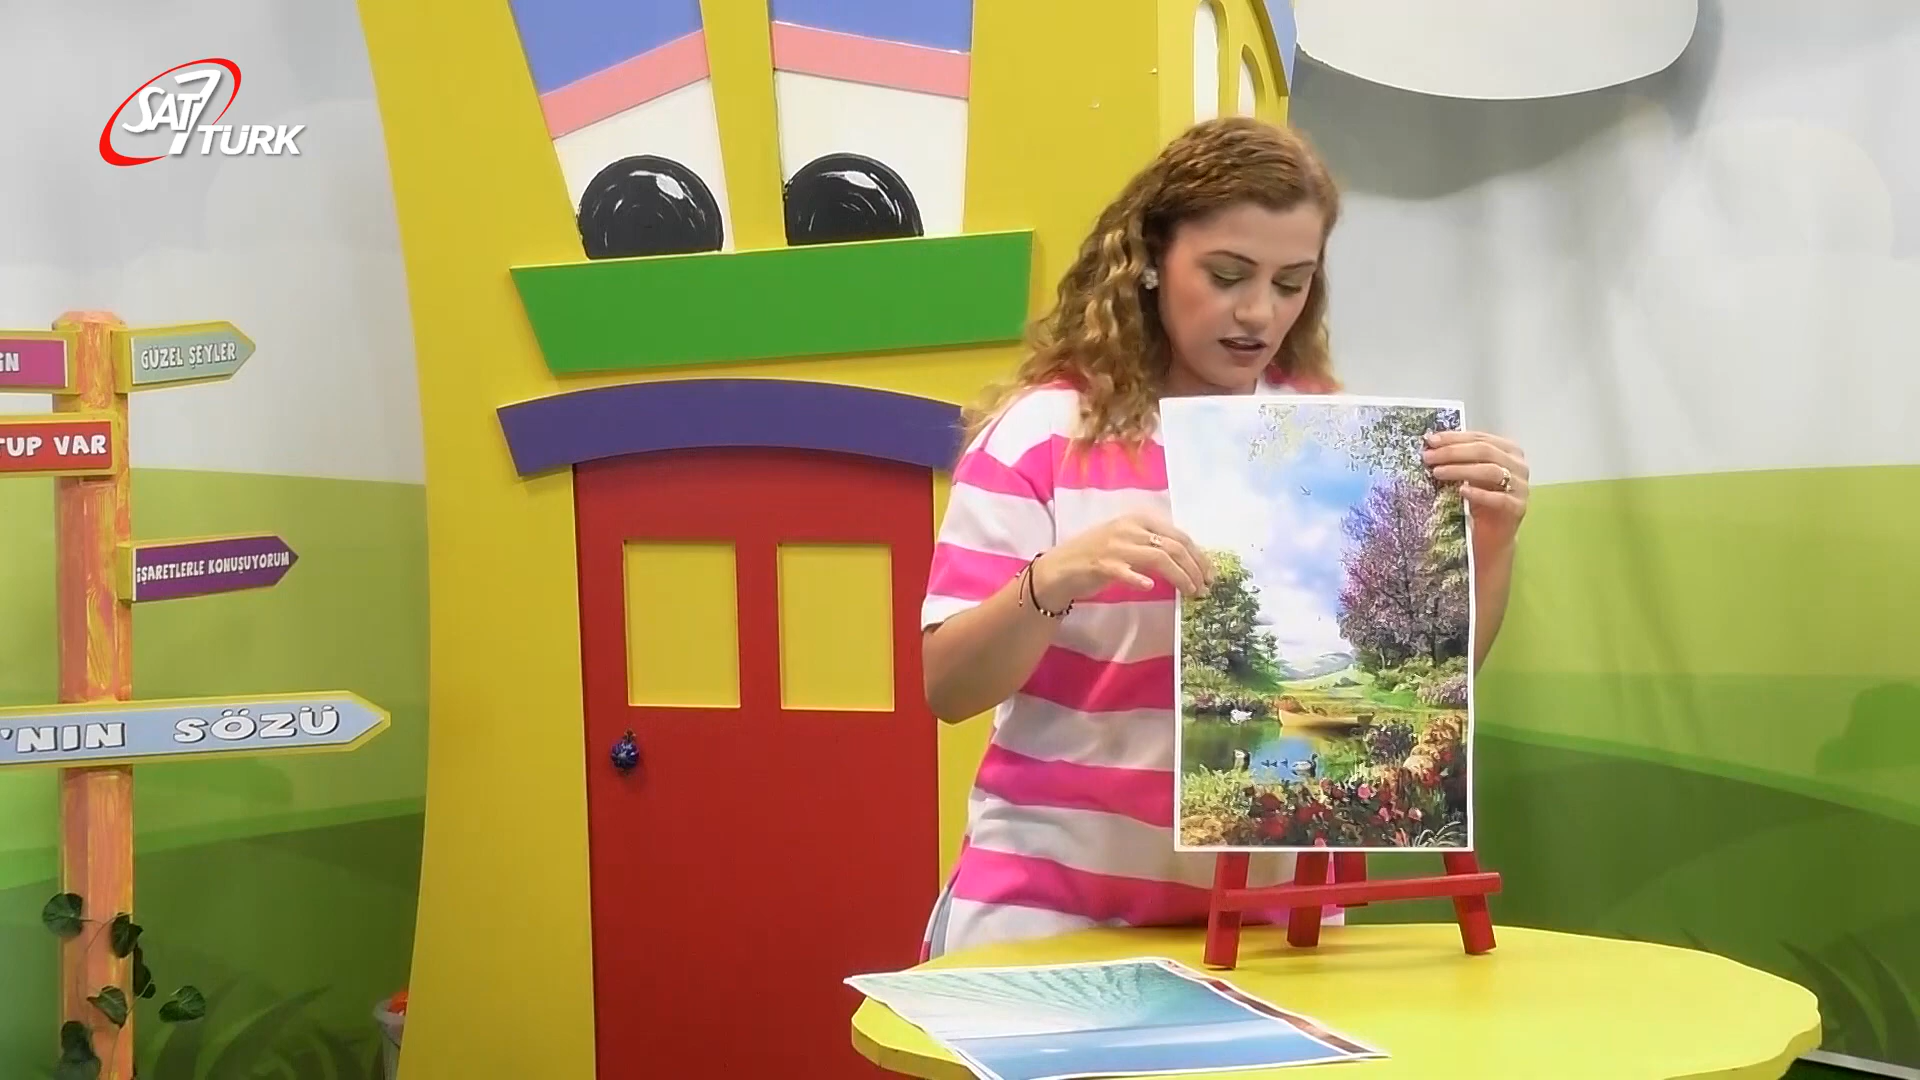 SAT7
TÜRK
İN
GÜZEL ŞEYLER
TUP VAR
İŞARETLERLE KONUŞUYORUM
'NIN SÖZÜ